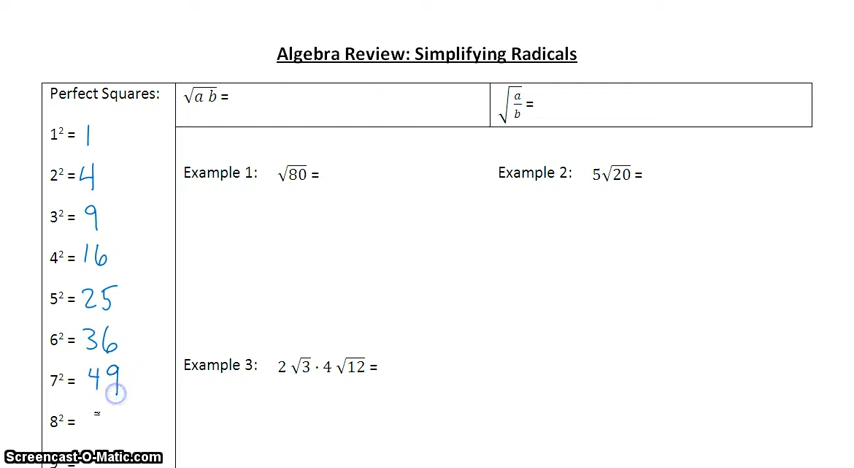 Algebra Review: Simplifying Radicals
Perfect Squares:
√(a b) =
√(a/b) =
1² = 1
2² = 4
3² = 9
4² = 16
5² = 25
6² = 36
7² = 49
8² =
Example 1: √80 =
Example 2: 5√20 =
Example 3: 2 √3 · 4 √12 =
SCREENCAST-O-MATIC.COM